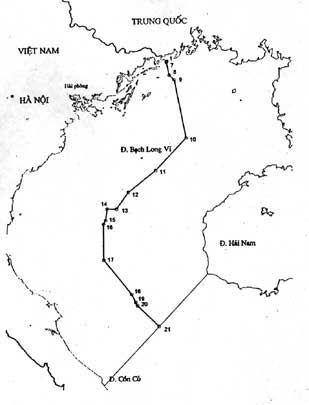 TRUNG QUỐC
VIỆT NAM
7
8
9
Hải phòng
HÀ NỘI
10
Đ. Bạch Long Vĩ
11
12
14
13
15
16
Đ. Hải Nam
17
18
19
20
21
Đ. Cồn Cỏ